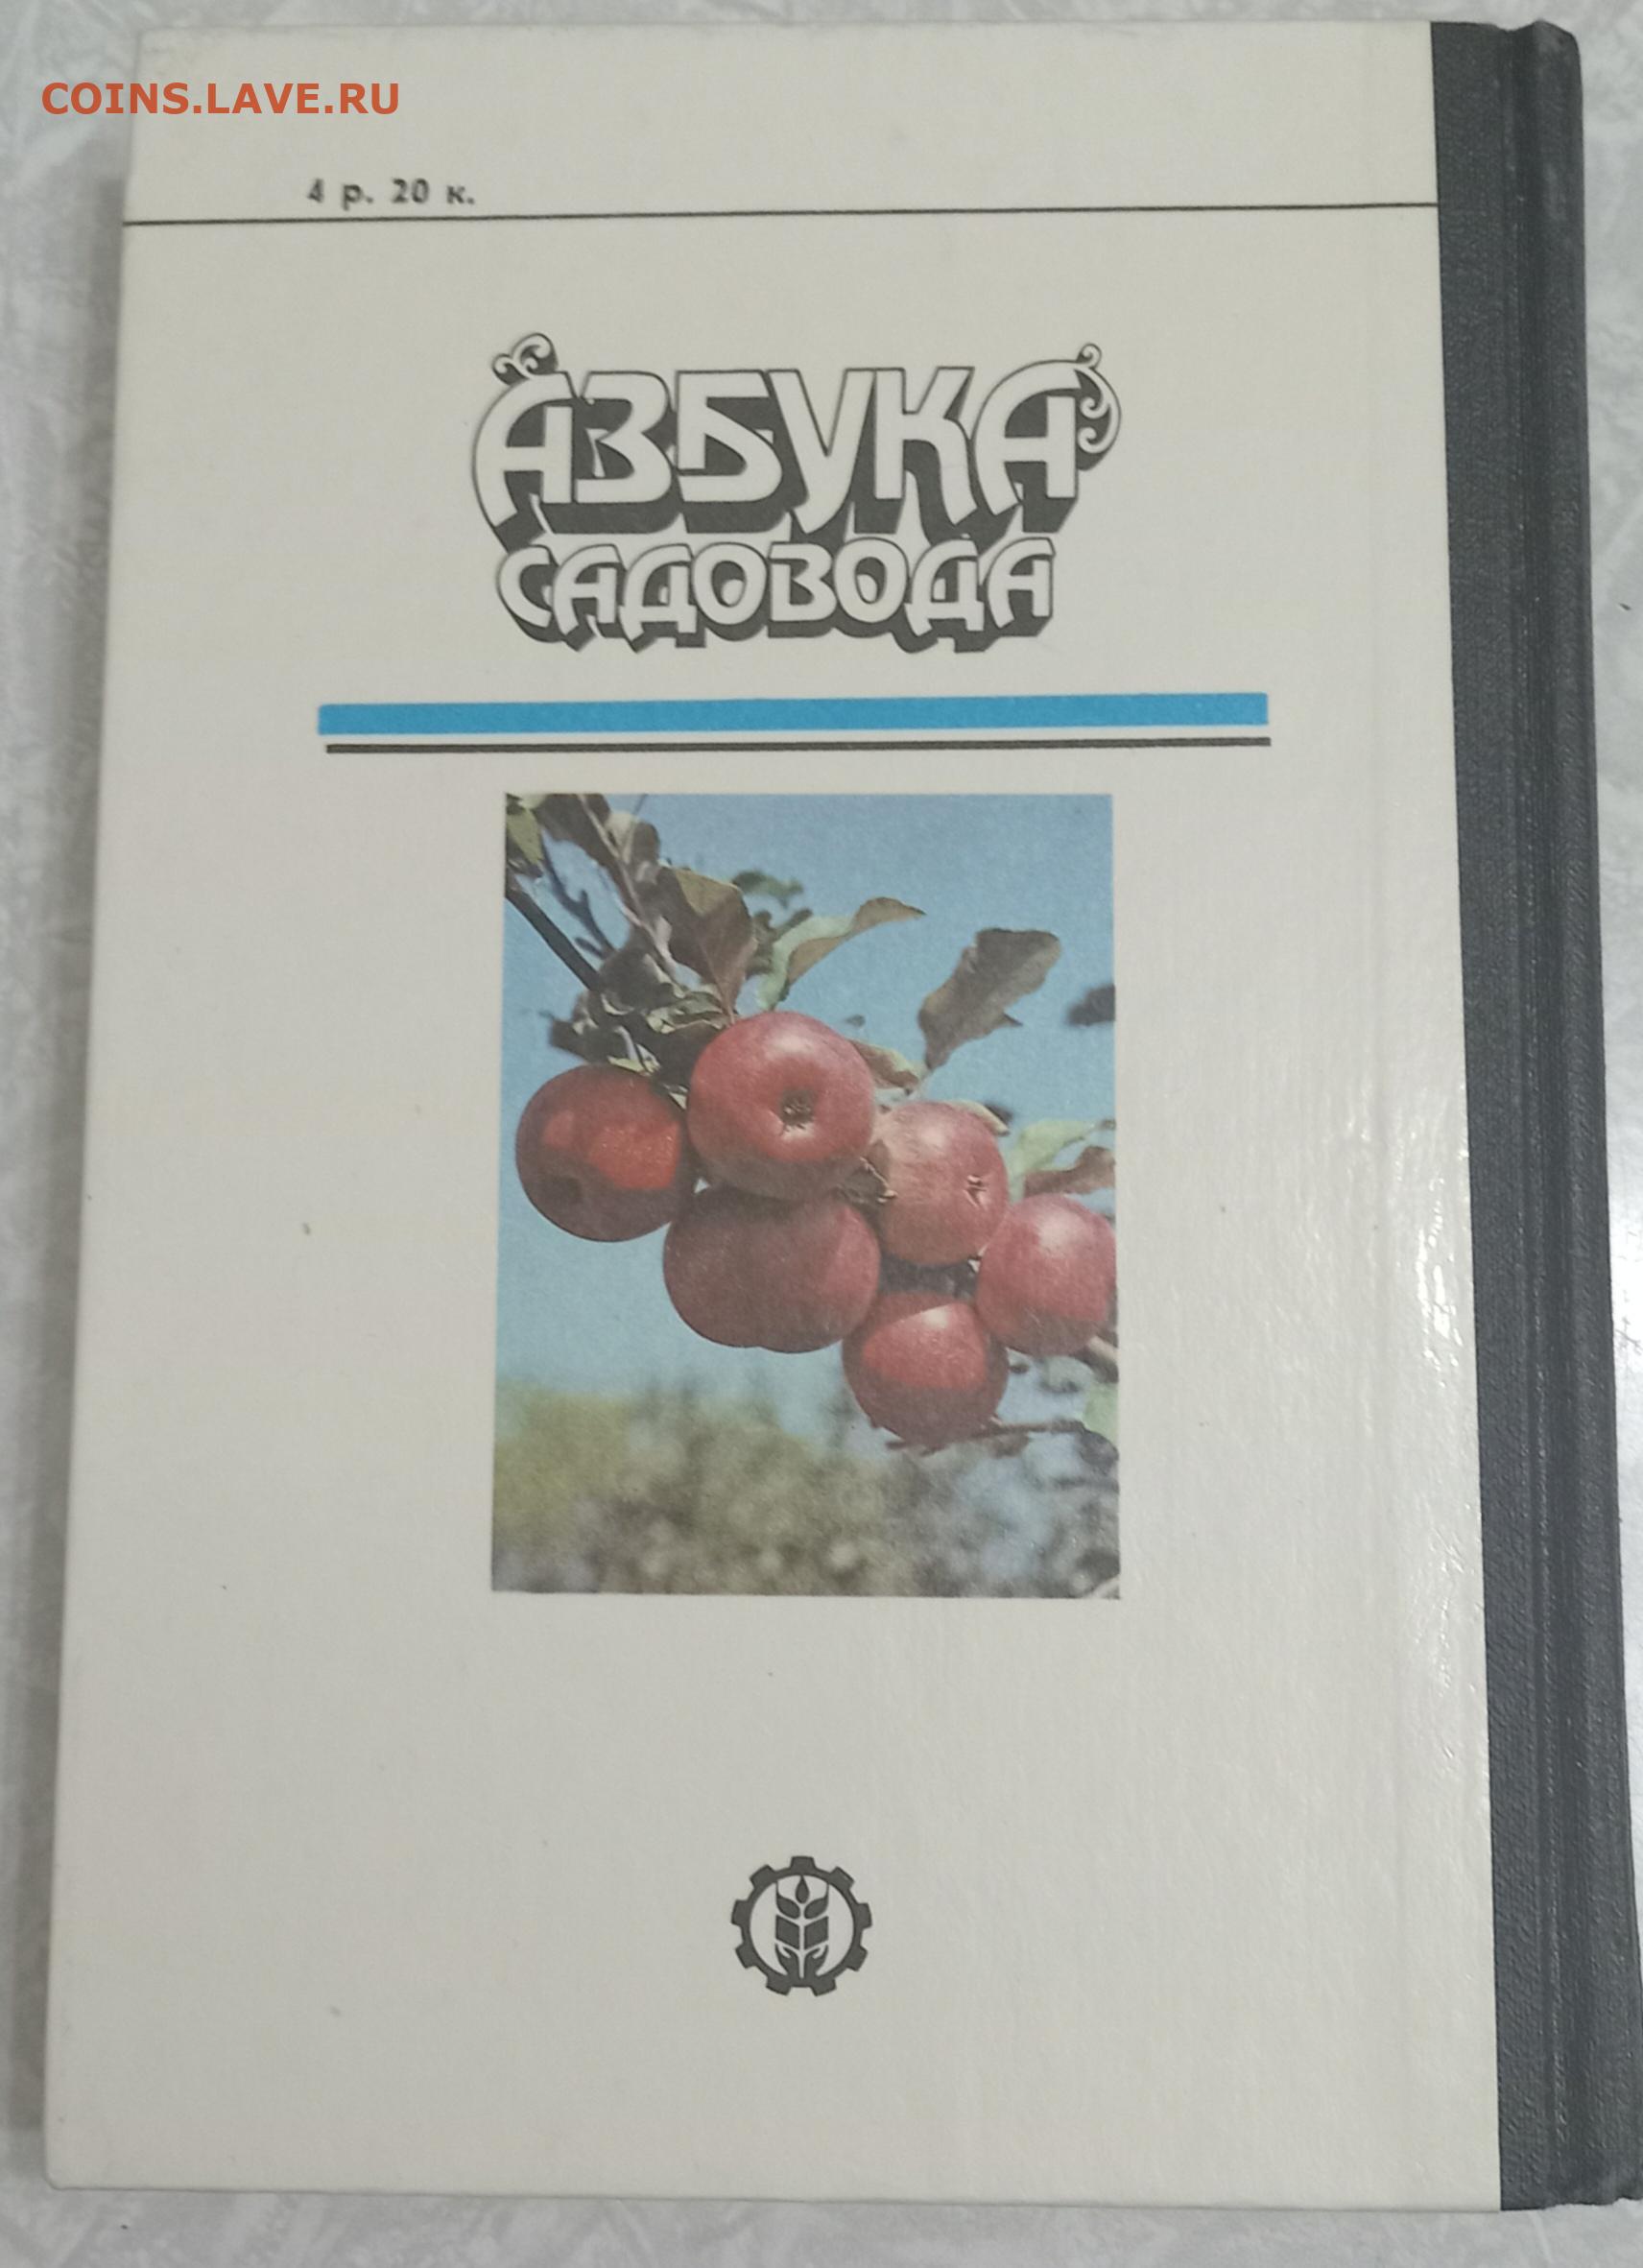 COINS.LAVE.RU
4 р. 20 к.
АЗБУКА
САДОВОДА